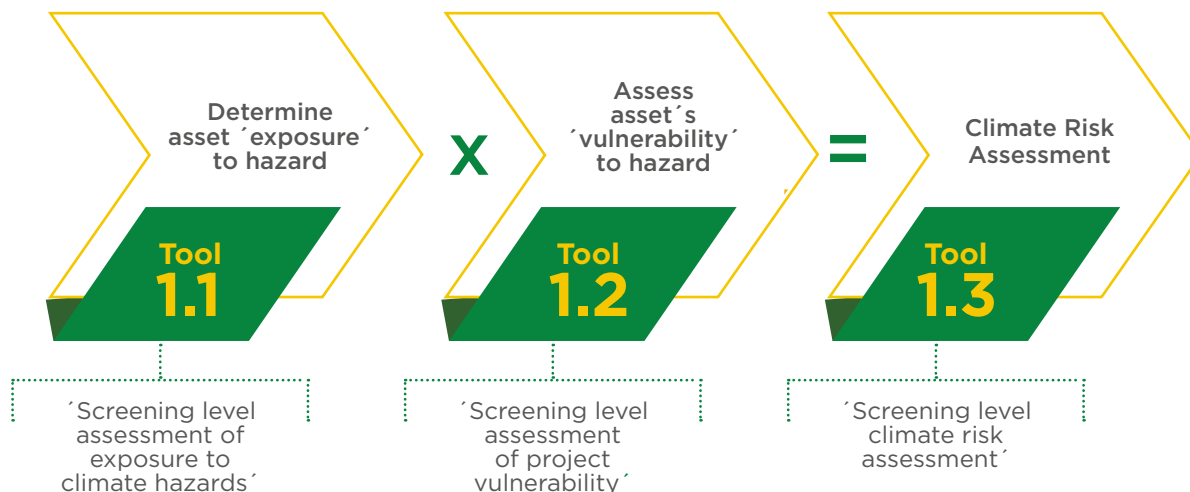 Determine
asset ´exposure´
to hazard
x
Assess
asset´s
´vulnerability´
to hazard
=
Climate Risk
Assessment
Tool
1.1
Tool
1.2
Tool
1.3
´Screening level
assessment of
exposure to
climate hazards´
´Screening level
assessment
of project
vulnerability´
´Screening level
climate risk
assessment´